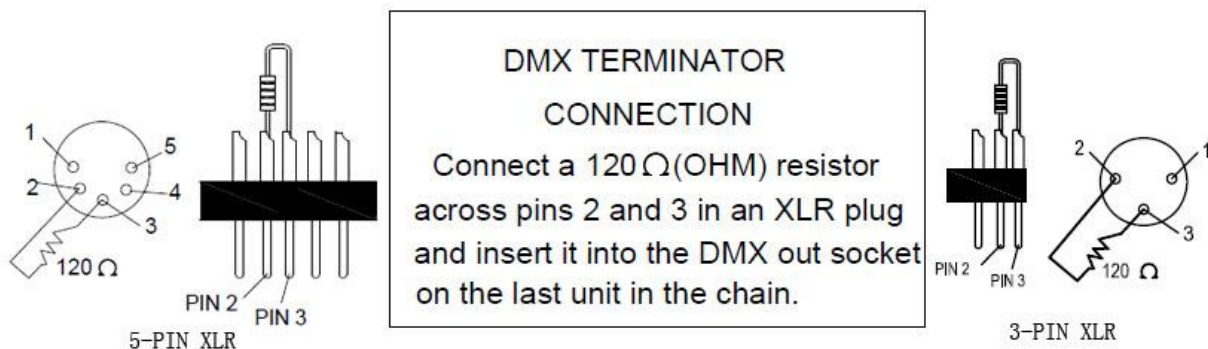 1
5
2
4
3
120 Ω
PIN 2
PIN 3
5-PIN XLR
DMX TERMINATOR
CONNECTION
Connect a 120Ω(OHM) resistor
across pins 2 and 3 in an XLR plug
and insert it into the DMX out socket
on the last unit in the chain.
2
1
3
PIN 2
PIN 3
120 Ω
3-PIN XLR